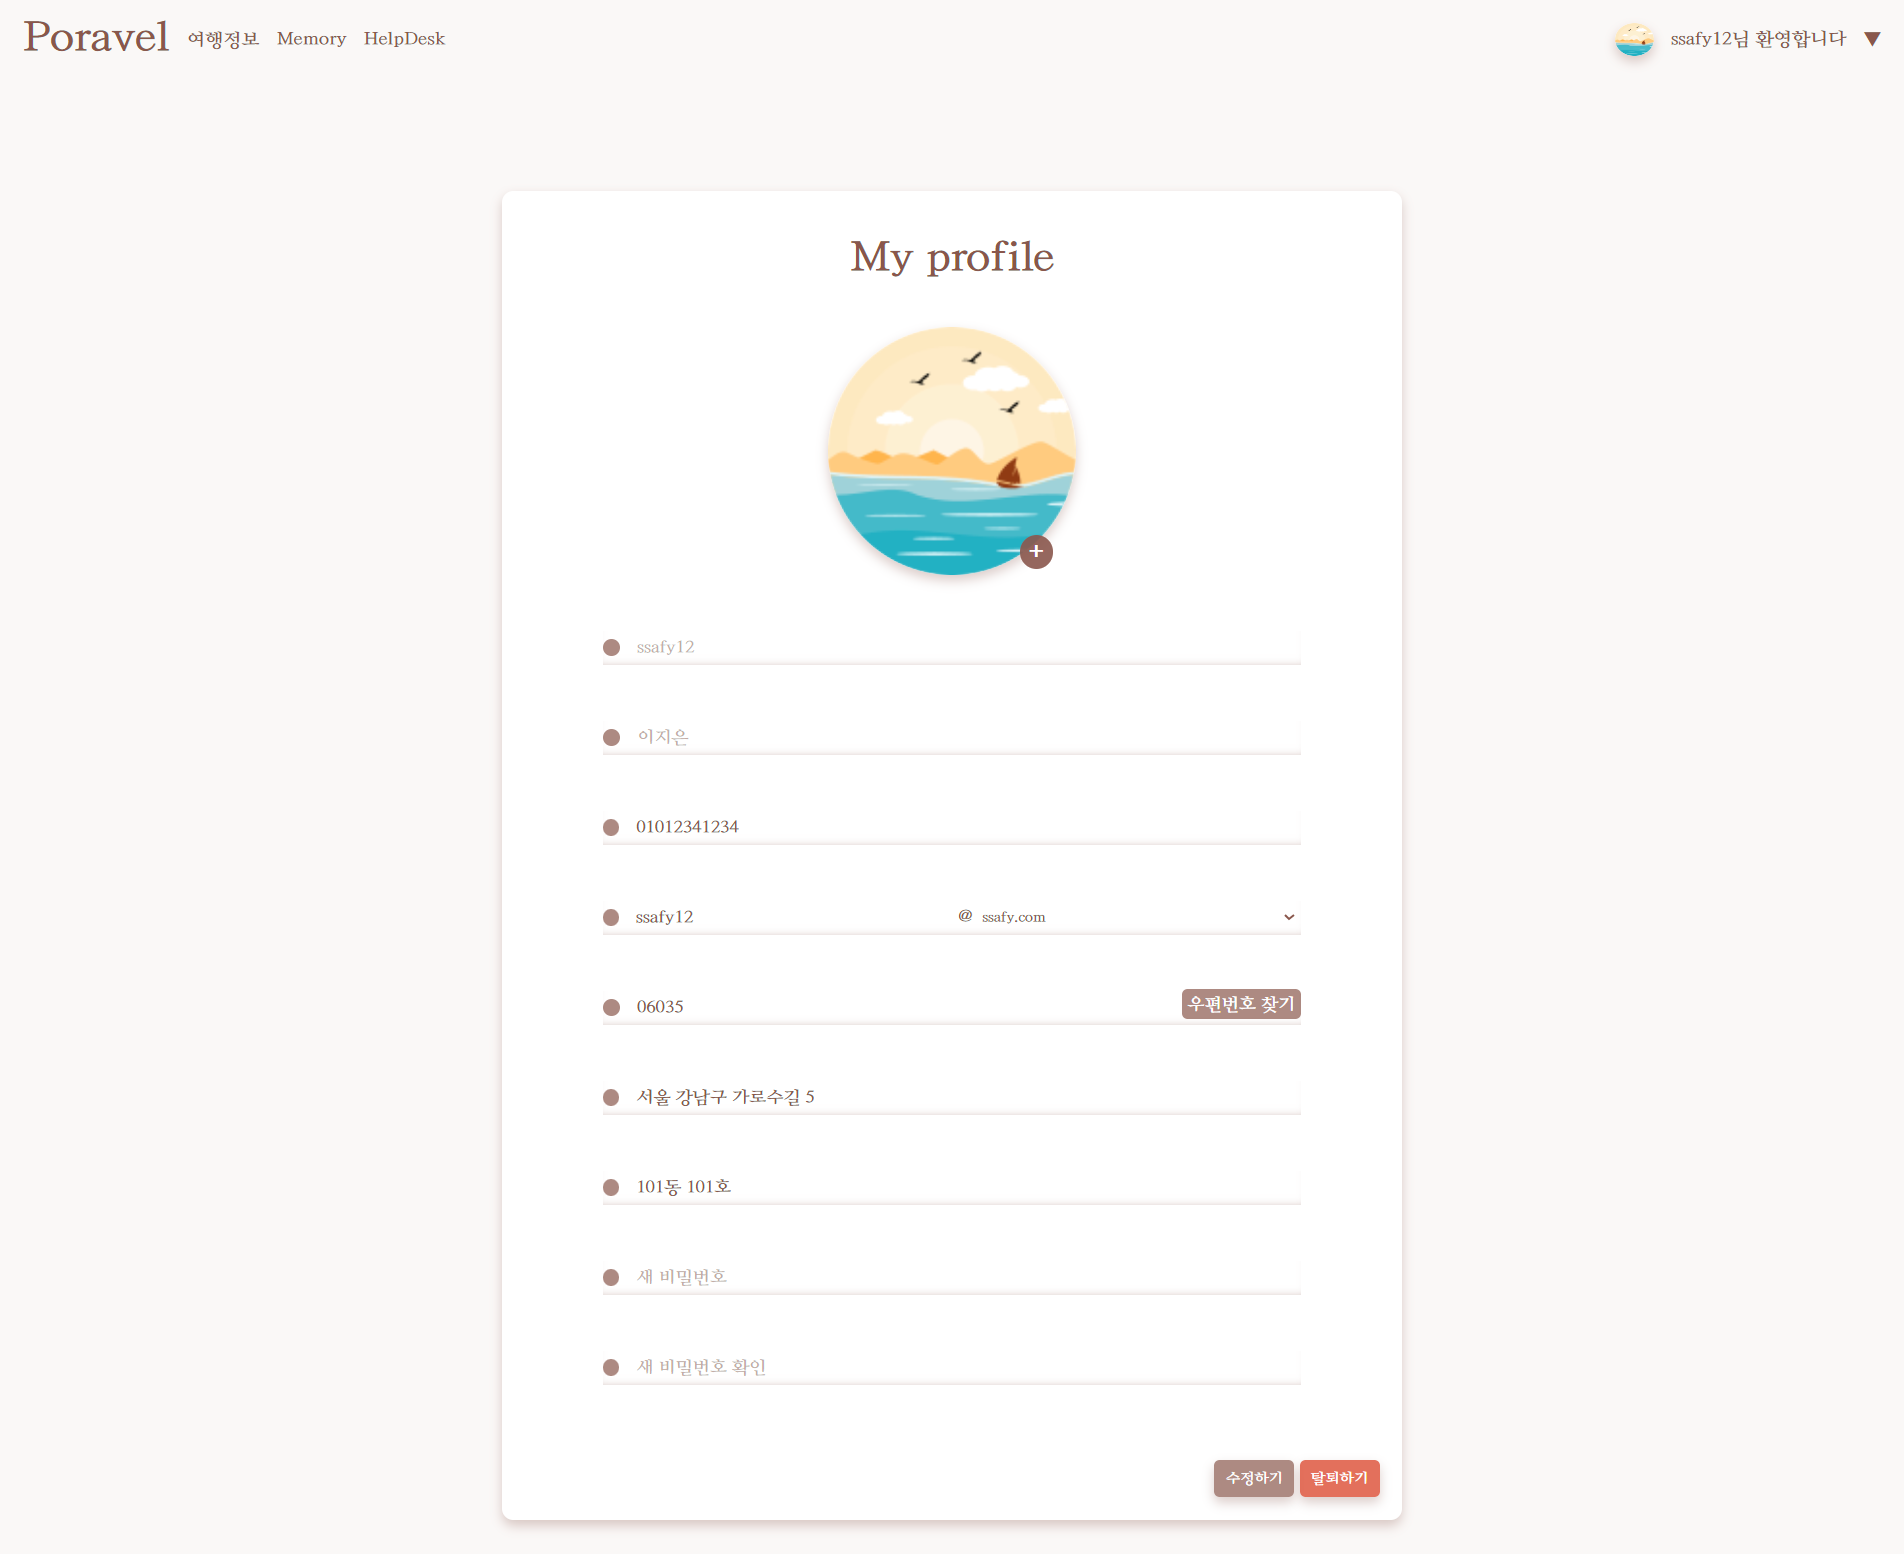 Poravel 여행정보 Memory HelpDesk ssafy12님 환영합니다 ▼
My profile
+
ssafy12
이지은
01012341234
ssafy12 @ ssafy.com
06035 우편번호 찾기
서울 강남구 가로수길 5
101동 101호
새 비밀번호
새 비밀번호 확인
수정하기 탈퇴하기